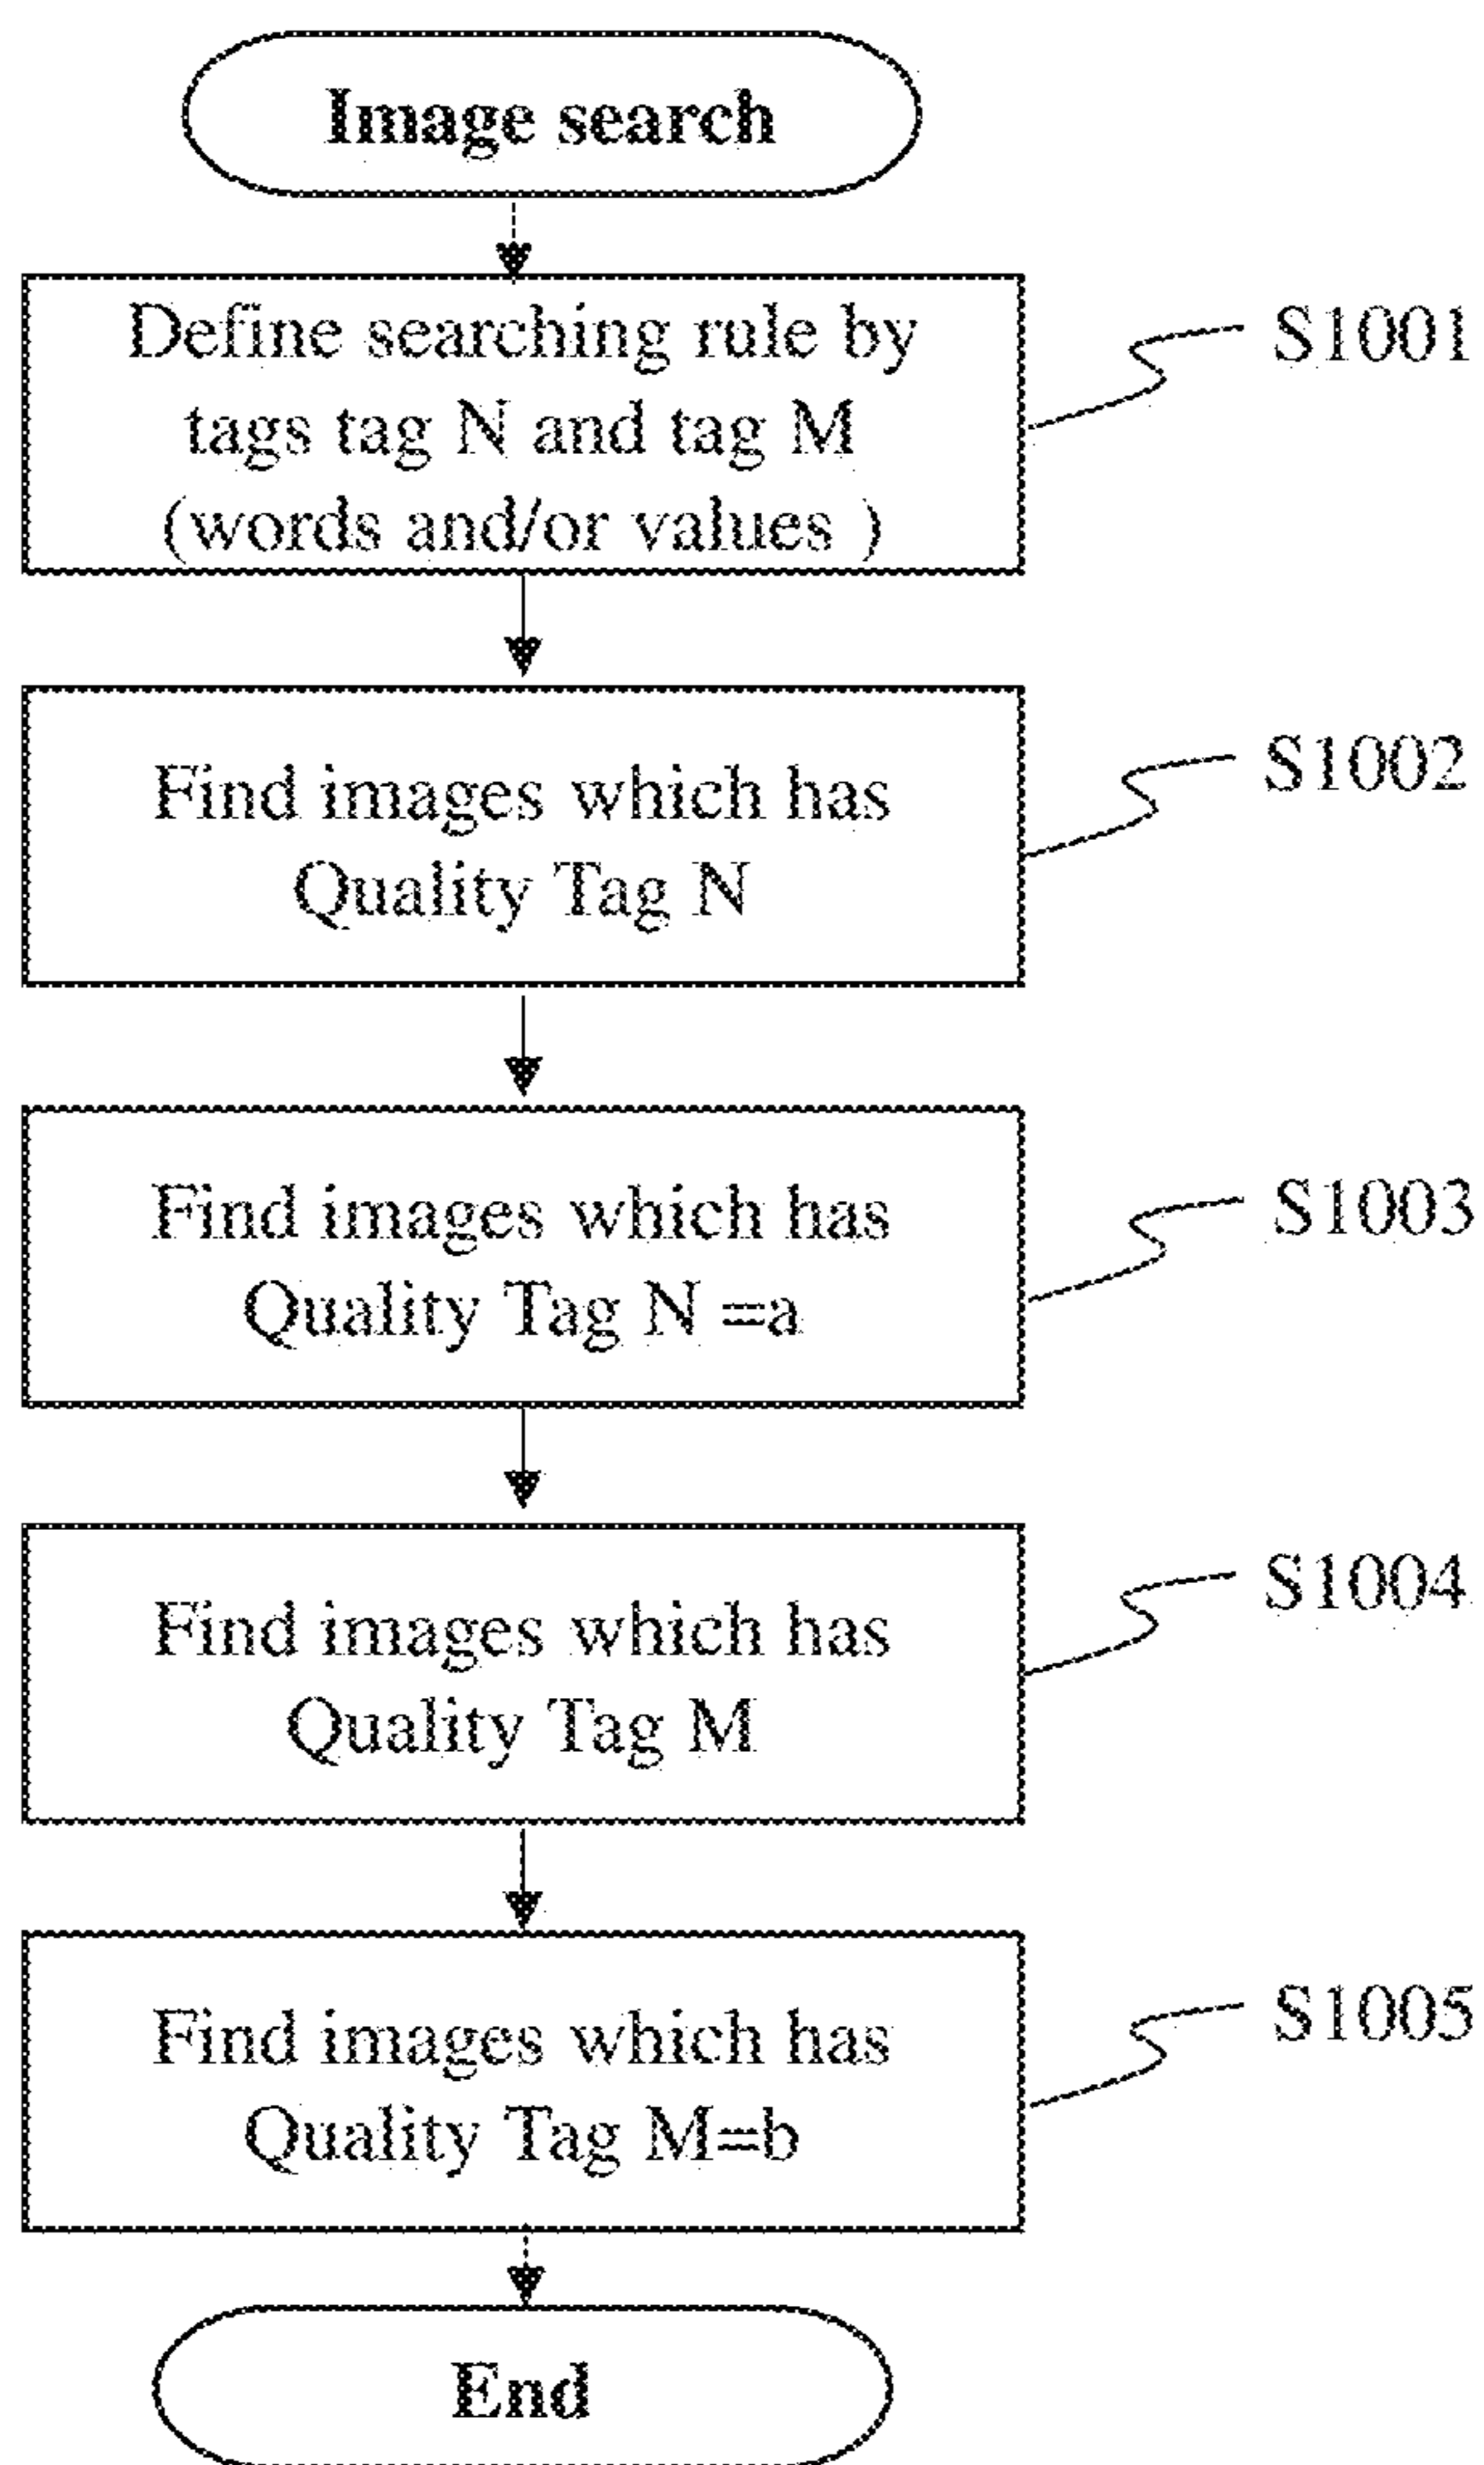 Image search
Define searching rule by
tags tag N and tag M
(words and/or values )
S1001
Find images which has
Quality Tag N
S1002
Find images which has
Quality Tag N =a
S1003
Find images which has
Quality Tag M
S1004
Find images which has
Quality Tag M=b
S1005
End